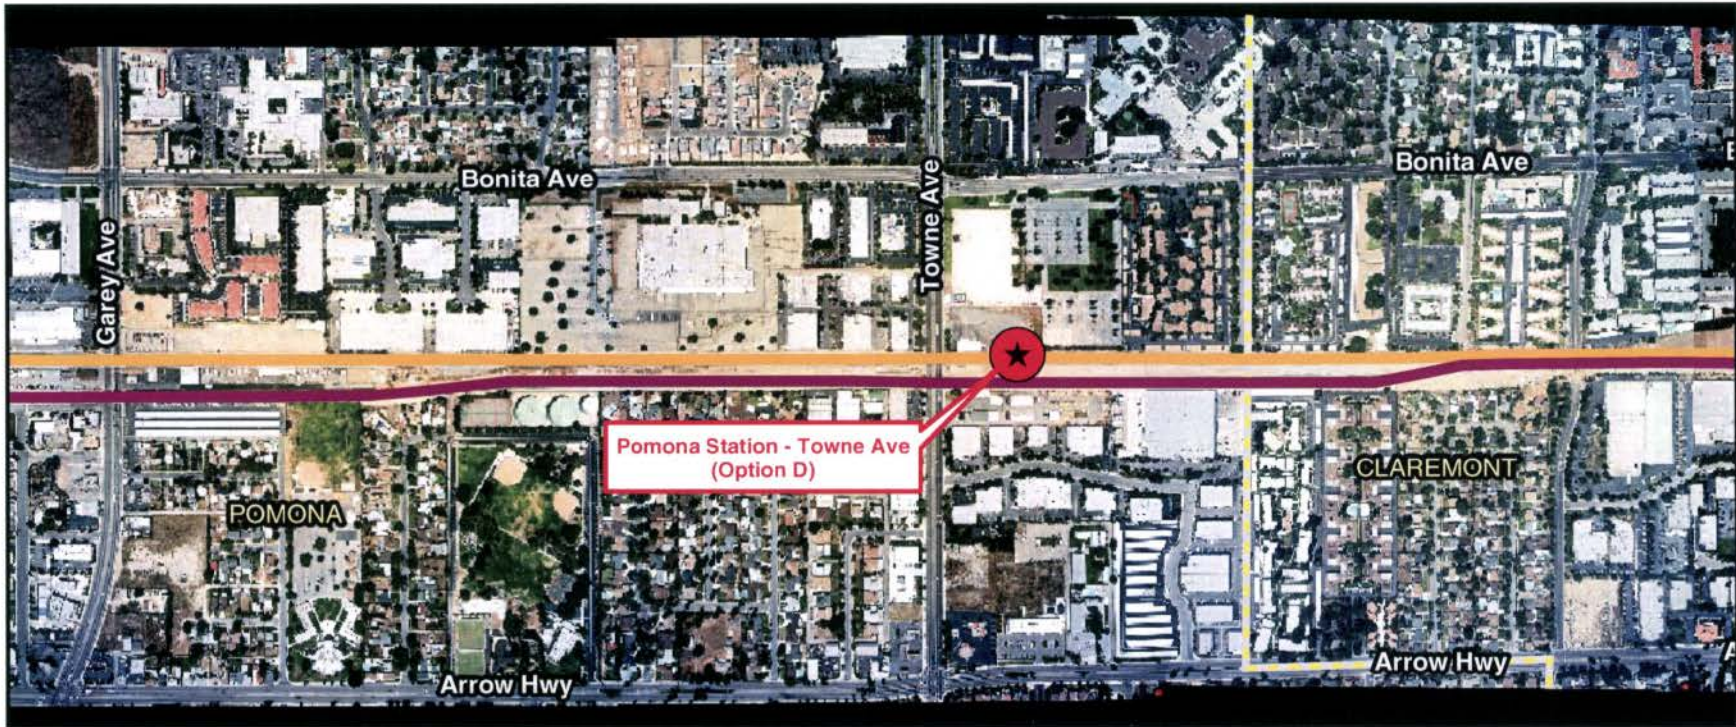 Bonita Ave
Bonita Ave
Garey Ave
Towne Ave
Pomona Station - Towne Ave
(Option D)
POMONA
CLAREMONT
Arrow Hwy
Arrow Hwy